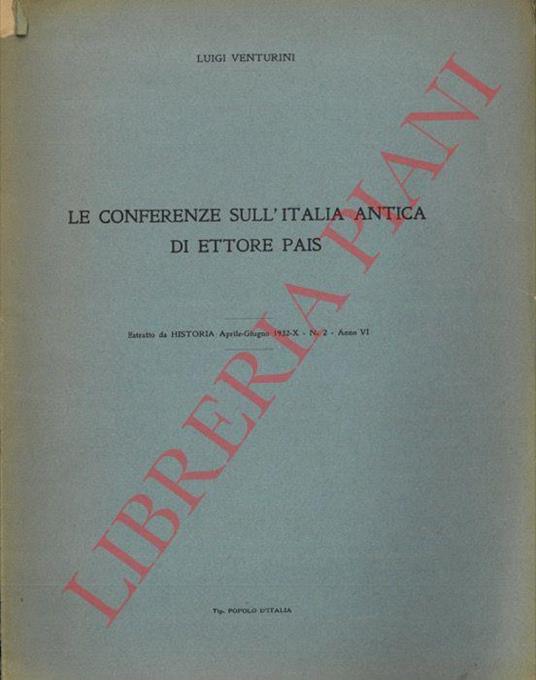 LUIGI VENTURINI
LE CONFERENZE SULL'ITALIA ANTICA
DI ETTORE PAIS
Estratto da HISTORIA Aprile-Giugno 1932-X - N. 2 - Anno VI
LIBRERIA PIANI
Tip. POPOLO D'ITALIA